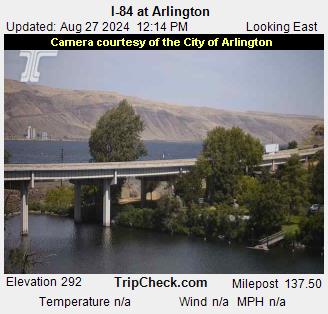 I-84 at Arlington
Updated: Aug 27 2024 12:14 PM Looking East
Camera courtesy of the City of Arlington
Elevation 292 TripCheck.com Milepost 137.50
Temperature n/a Wind n/a MPH n/a